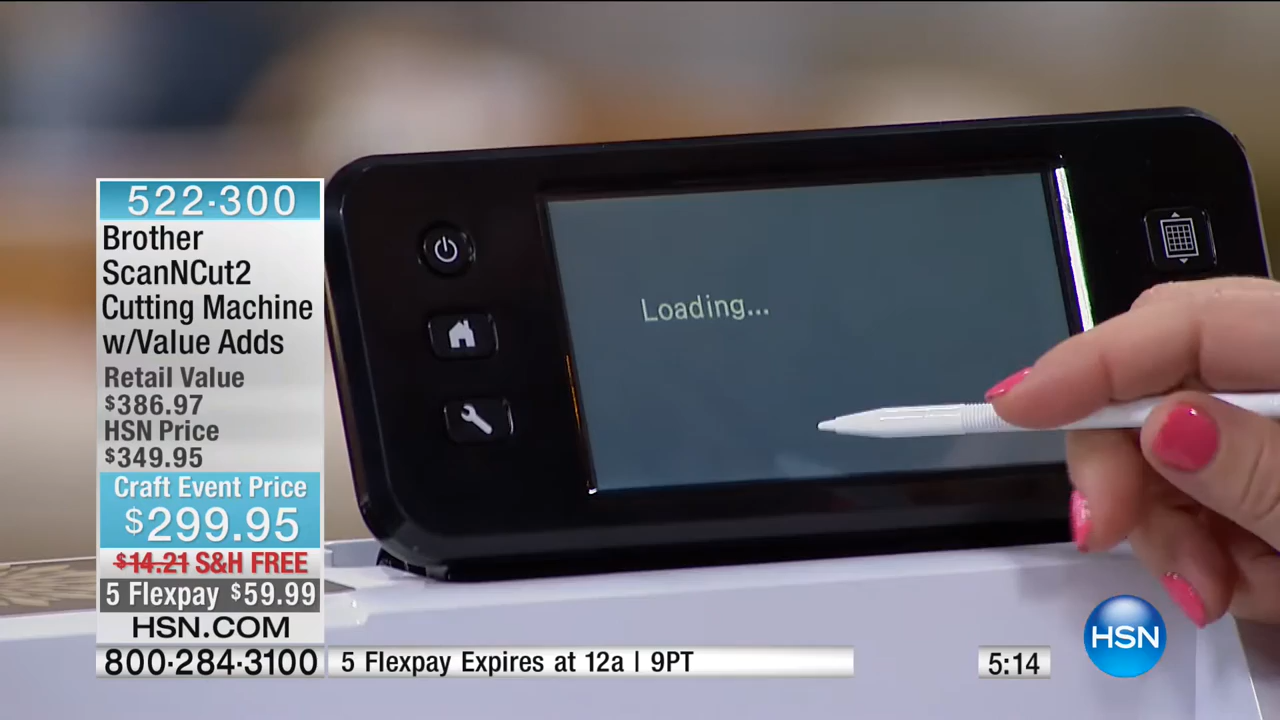 522-300
Brother
ScanNCut2
Cutting Machine
w/Value Adds
Retail Value
$386.97
HSN Price
$349.95
Craft Event Price
$299.95
$14.21 S&H FREE
5 Flexpay $59.99
HSN.COM
800·284·3100
5 Flexpay Expires at 12a | 9PT
5:14
HSN
Loading...